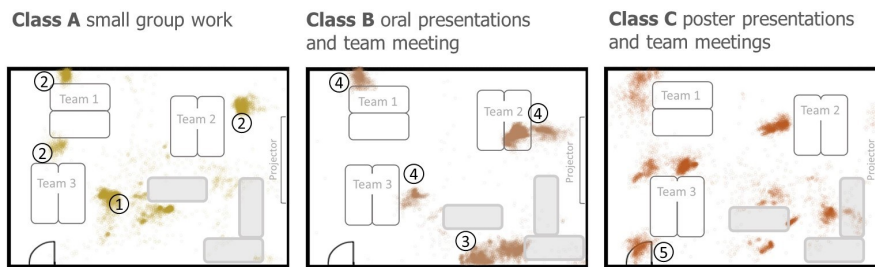 Class A small group work
Class B oral presentations
and team meeting
Class C poster presentations
and team meetings
2
Team 1
Team 2
2
2
Team 3
1
Projector
4
Team 1
Team 2
4
Team 3
4
3
Projector
Team 1
Team 2
Team 3
5
Projector